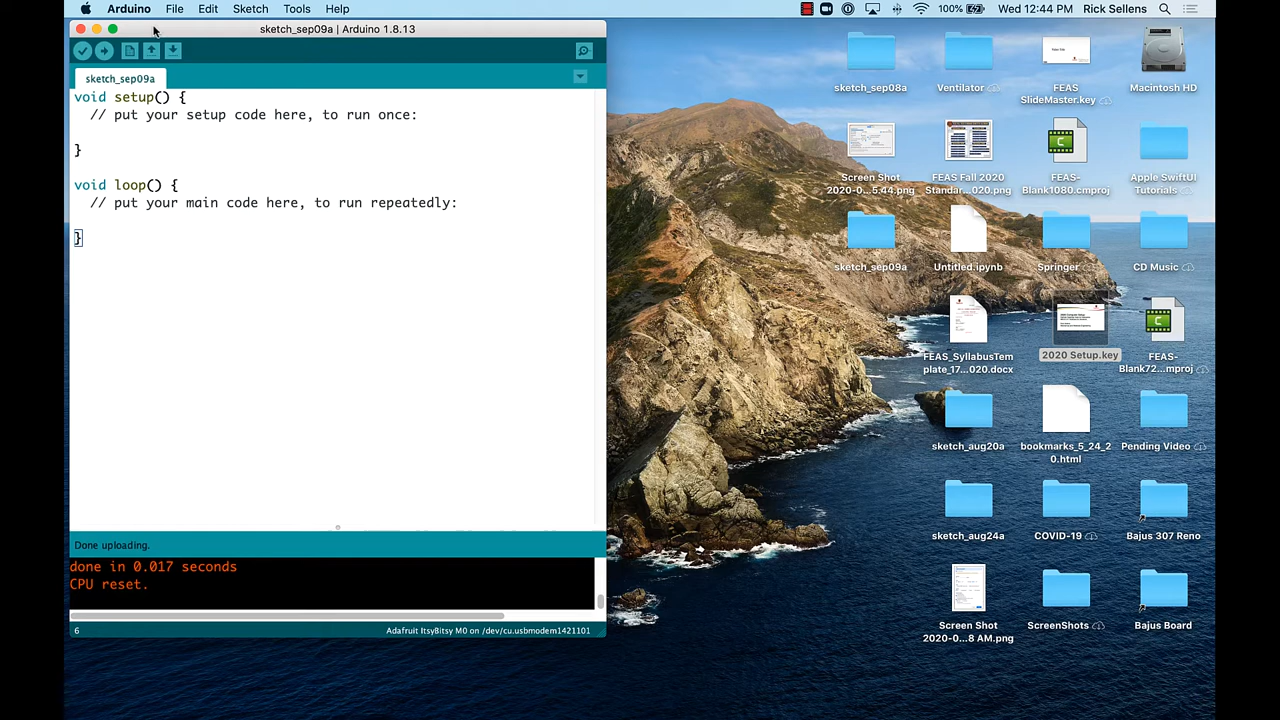 Arduino File Edit Sketch Tools Help
100% Wed 12:44 PM Rick Sellens
sketch_sep09a | Arduino 1.8.13
sketch_sep09a
void setup() {
// put your setup code here, to run once:
}
void loop() {
// put your main code here, to run repeatedly:
}
Done uploading.
done in 0.017 seconds
CPU reset.
6
Adafruit ItsyBitsy M0 on /dev/cu.usbmodem1421101
sketch_sep08a
Ventilator
FEAS
SlideMaster.key
Macintosh HD
Screen Shot
2020-0...5:44.png
FEAS Fall 2020
Standar...020.png
FEAS-
Blank1080.cmproj
Apple SwiftUI
Tutorials
sketch_sep09a
Untitled.ipynb
Springer
CD Music
FEAS_SyllabusTem
plate_17...020.docx
2020 Setup.key
FEAS-
Blank72...mproj
sketch_aug20a
bookmarks_5_24_2
0.html
Pending Video
sketch_aug24a
COVID-19
Bajus 307 Reno
Screen Shot
2020-0...8 AM.png
ScreenShots
Bajus Board